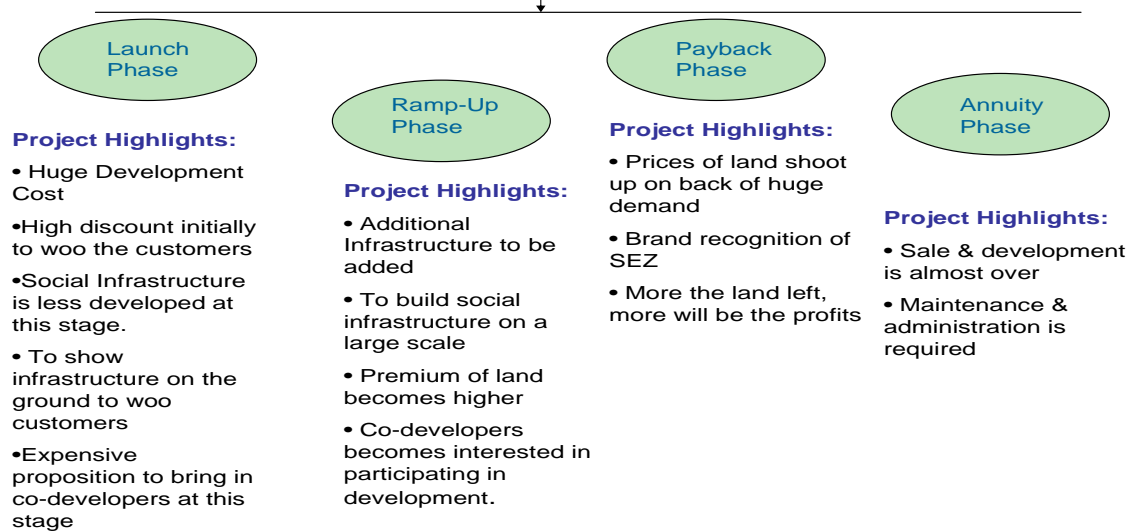 Launch
Phase
Project Highlights:
• Huge Development
Cost
•High discount initially
to woo the customers
•Social Infrastructure
is less developed at
this stage.
• To show
infrastructure on the
ground to woo
customers
•Expensive
proposition to bring in
co-developers at this
stage
Ramp-Up
Phase
Project Highlights:
• Additional
Infrastructure to be
added
• To build social
infrastructure on a
large scale
• Premium of land
becomes higher
• Co-developers
becomes interested in
participating in
development.
Payback
Phase
Project Highlights:
• Prices of land shoot
up on back of huge
demand
• Brand recognition of
SEZ
• More the land left,
more will be the profits
Annuity
Phase
Project Highlights:
• Sale & development
is almost over
• Maintenance &
administration is
required